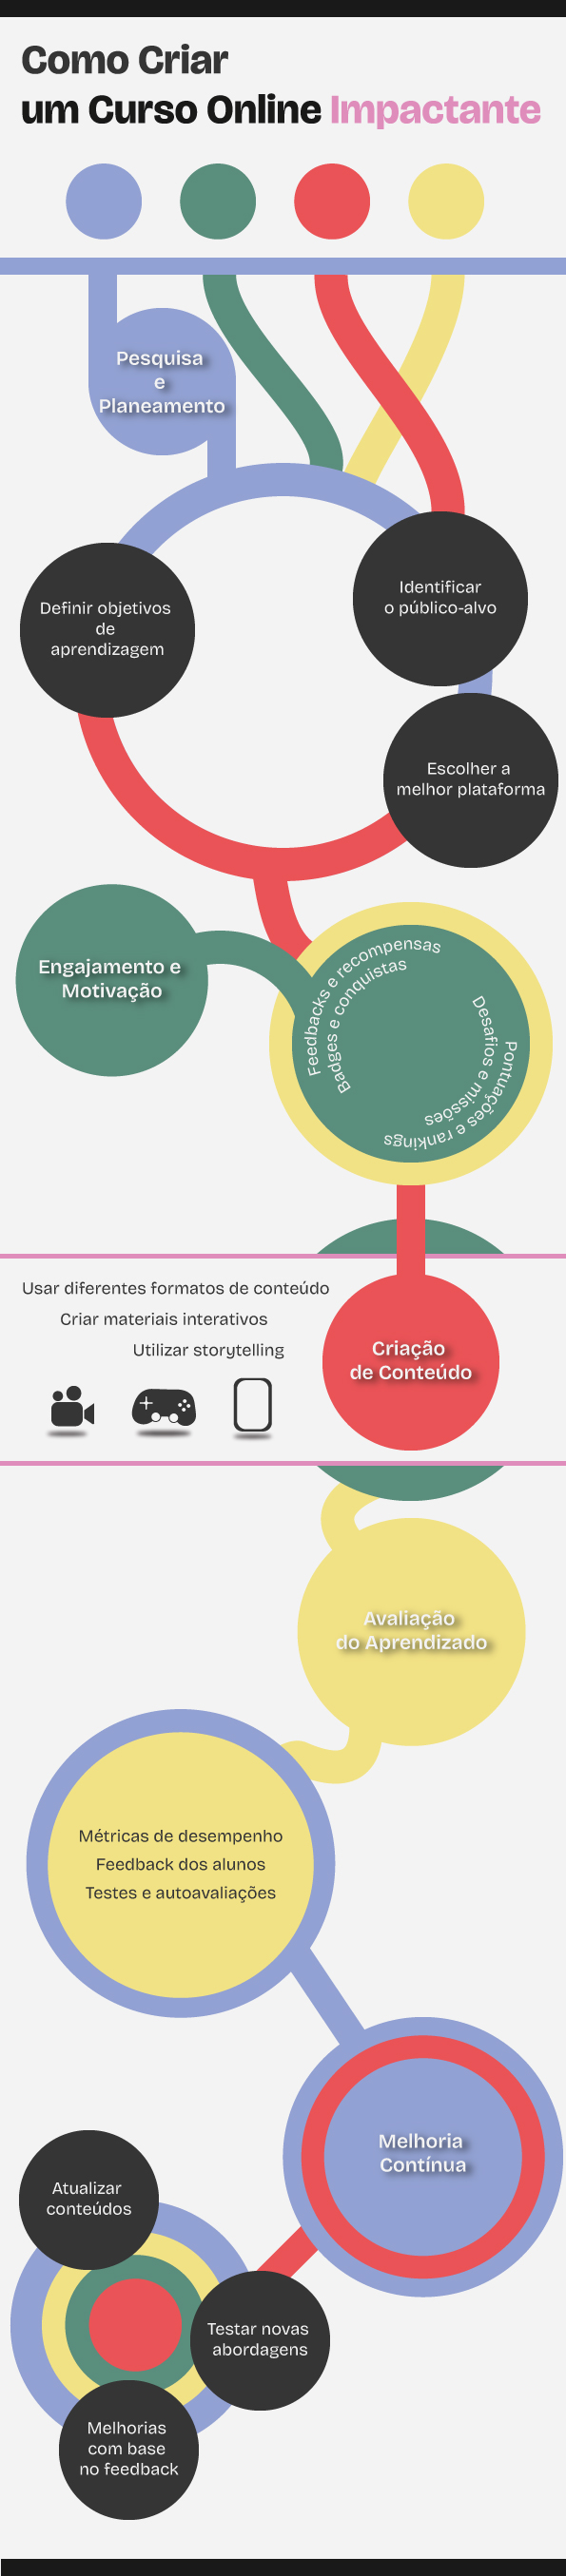 Como Criar
um Curso Online Impactante
Pesquisa
e
Planeamento
Definir objetivos
de
aprendizagem
Identificar
o público-alvo
Escolher a
melhor plataforma
Engajamento e
Motivação
Feedbacks e recompensas
Badges e conquistas
Desafios e missões
Pontuações e rankings
Usar diferentes formatos de conteúdo
Criar materiais interativos
Utilizar storytelling
Criação
de Conteúdo
Avaliação
do Aprendizado
Métricas de desempenho
Feedback dos alunos
Testes e autoavaliações
Melhoria
Contínua
Atualizar
conteúdos
Testar novas
abordagens
Melhorias
com base
no feedback